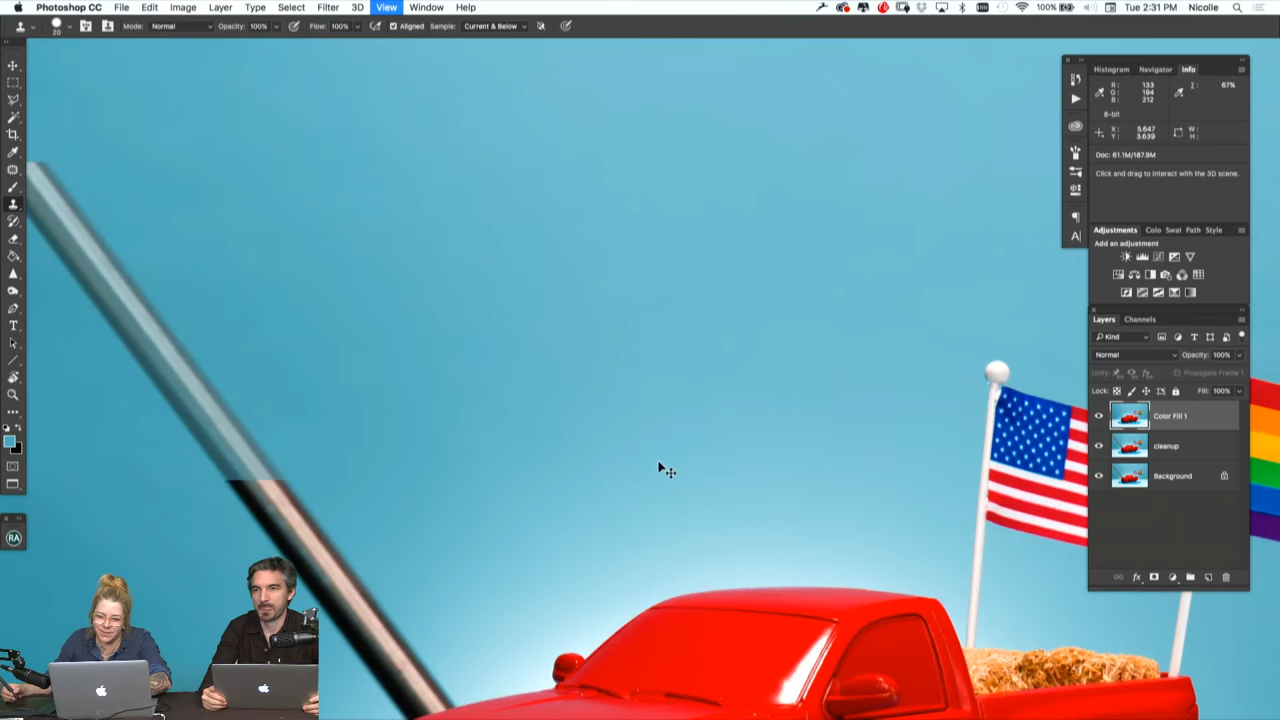 Photoshop CC File Edit Image Layer Type Select Filter 3D View Window Help 100% Tue 2:31 PM Nicolle
20 Mode: Normal Opacity: 100% Flow: 100% Aligned Sample: Current & Below
Histogram Navigator Info
R: 133
G: 194
B: 212
Σ: 67%
8-bit
X: 5.647
Y: 3.639
W:
H:
Doc: 61.1M/187.9M
Click and drag to interact with the 3D scene.
Adjustments Colo Swat Path Style
Add an adjustment
Layers Channels
Kind
Normal Opacity: 100%
Unify: Propagate Frame 1
Lock: Fill: 100%
Color Fill 1
cleanup
Background
fx
RA